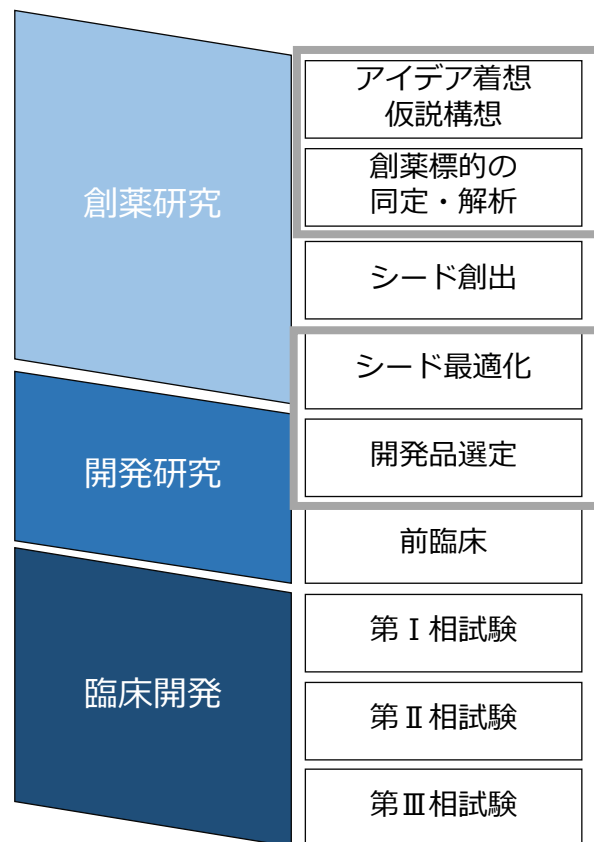 創薬研究
アイデア着想
仮説構想
創薬標的の
同定・解析
シード創出
シード最適化
開発研究
開発品選定
前臨床
臨床開発
第Ⅰ相試験
第Ⅱ相試験
第Ⅲ相試験